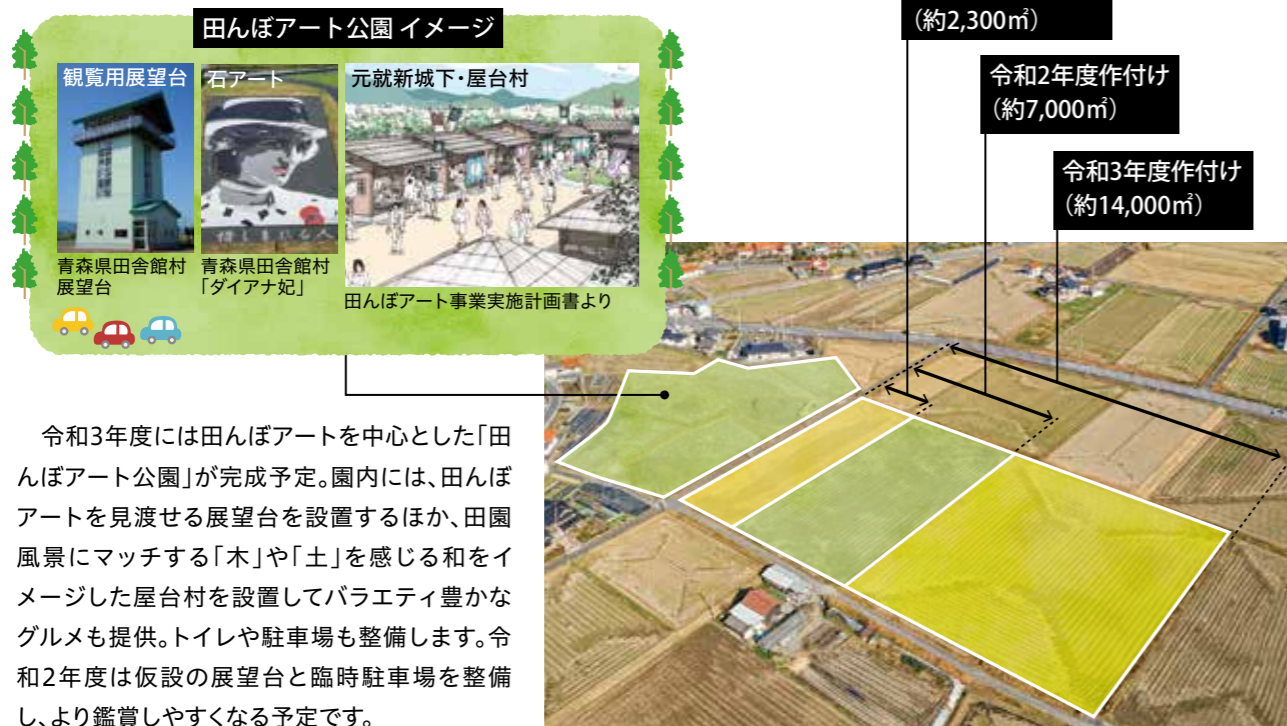 田んぼアート公園 イメージ
観覧用展望台
石アート
元就新城下・屋台村
青森県田舎館村
展望台
青森県田舎館村
「ダイアナ妃」
田んぼアート事業実施計画書より
（約2,300㎡）
令和2年度作付け
（約7,000㎡）
令和3年度作付け
（約14,000㎡）
令和3年度には田んぼアートを中心とした「田
んぼアート公園」が完成予定。園内には、田んぼ
アートを見渡せる展望台を設置するほか、田園
風景にマッチする「木」や「土」を感じる和をイ
メージした屋台村を設置してバラエティ豊かな
グルメも提供。トイレや駐車場も整備します。令
和2年度は仮設の展望台と臨時駐車場を整備
し、より鑑賞しやすくなる予定です。